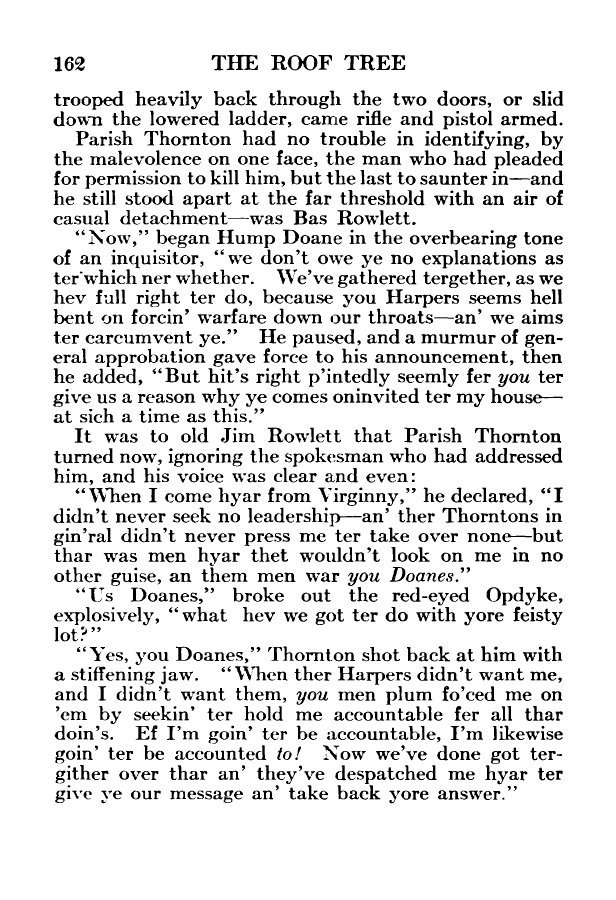 162 THE ROOF TREE
trooped heavily back through the two doors, or slid
down the lowered ladder, came rifle and pistol armed.
Parish Thornton had no trouble in identifying, by
the malevolence on one face, the man who had pleaded
for permission to kill him, but the last to saunter in—and
he still stood apart at the far threshold with an air of
casual detachment—was Bas Rowlett.
"Now," began Hump Doane in the overbearing tone
of an inquisitor, "we don't owe ye no explanations as
ter which ner whether. We've gathered tergether, as we
hev full right ter do, because you Harpers seems hell
bent on forcin' warfare down our throats—an' we aims
ter carcumvent ye." He paused, and a murmur of gen-
eral approbation gave force to his announcement, then
he added, "But hit's right p'intedly seemly fer you ter
give us a reason why ye comes oninvited ter my house—
at sich a time as this."
It was to old Jim Rowlett that Parish Thornton
turned now, ignoring the spokesman who had addressed
him, and his voice was clear and even:
"When I come hyar from Virginny," he declared, "I
didn't never seek no leadership—an' ther Thorntons in
gin'ral didn't never press me ter take over none—but
thar was men hyar thet wouldn't look on me in no
other guise, an them men war you Doanes."
"Us Doanes," broke out the red-eyed Opdyke,
explosively, "what hev we got ter do with yore feisty
lot?"
"Yes, you Doanes," Thornton shot back at him with
a stiffening jaw. "When ther Harpers didn't want me,
and I didn't want them, you men plum fo'ced me on
'em by seekin' ter hold me accountable fer all thar
doin's. Ef I'm goin' ter be accountable, I'm likewise
goin' ter be accounted to! Now we've done got ter-
gither over thar an' they've despatched me hyar ter
give ye our message an' take back yore answer."